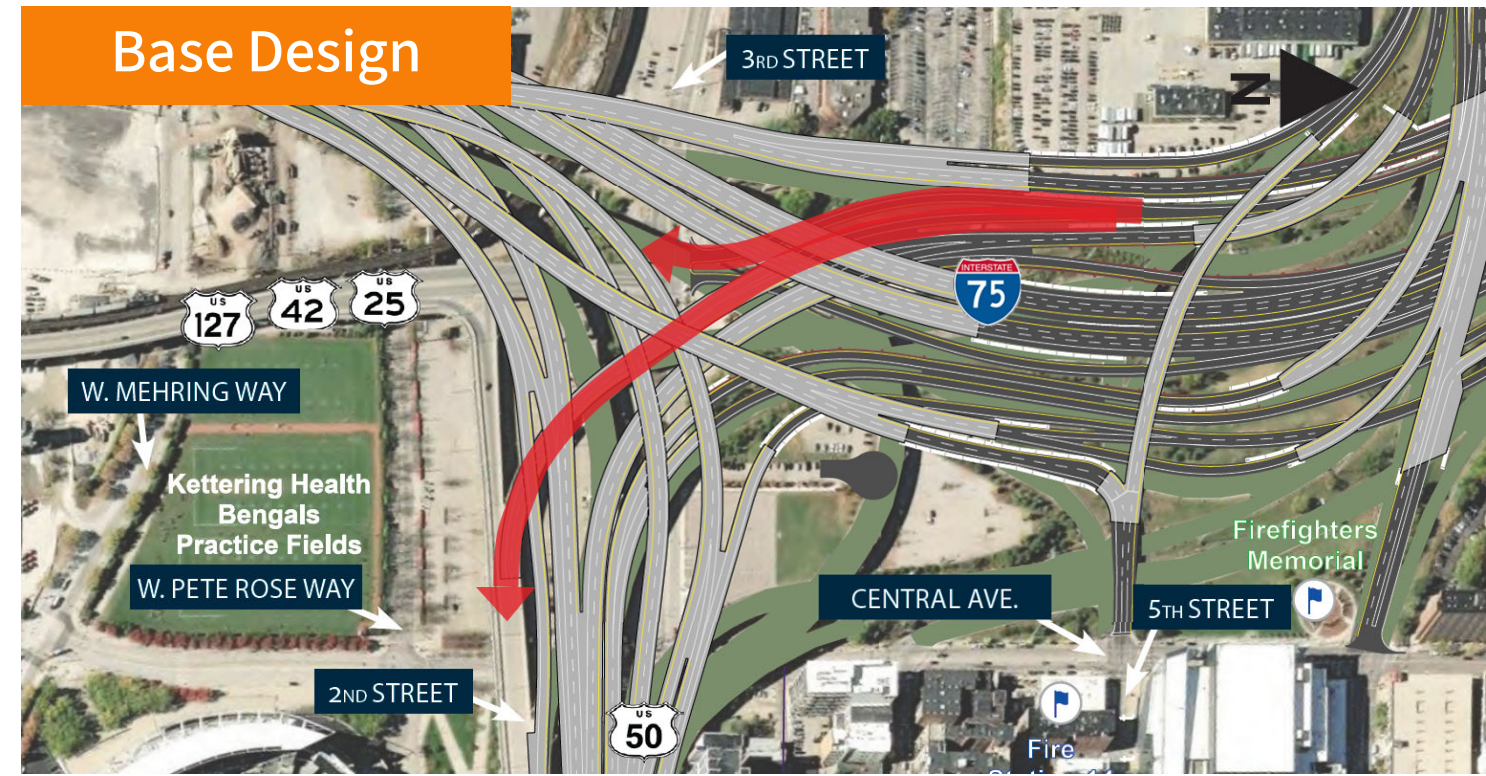 Base Design
3RD STREET
N
INTERSTATE
75
US
127
US
42
US
25
W. MEHRING WAY
Kettering Health
Bengals
Practice Fields
W. PETE ROSE WAY
2ND STREET
US
50
CENTRAL AVE.
5TH STREET
Firefighters
Memorial
Fire